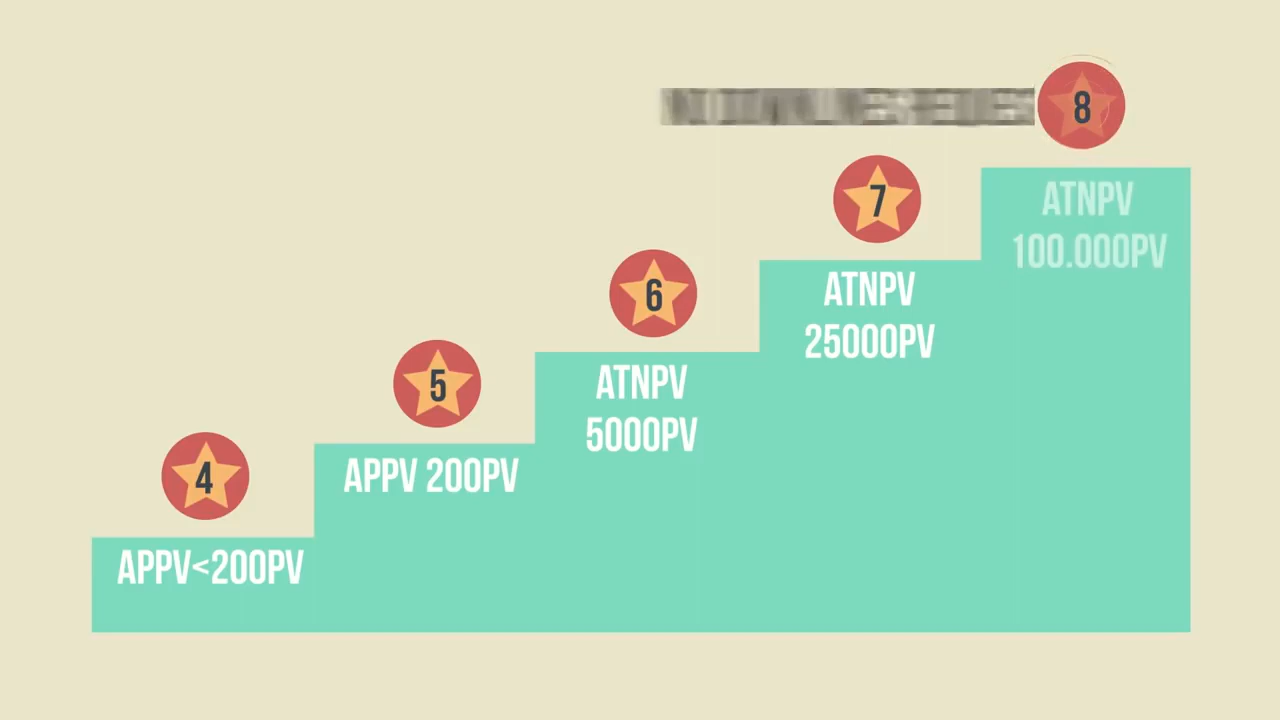 8
ATNPV
100.000PV
7
ATNPV
25000PV
6
ATNPV
5000PV
5
APPV 200PV
4
APPV<200PV